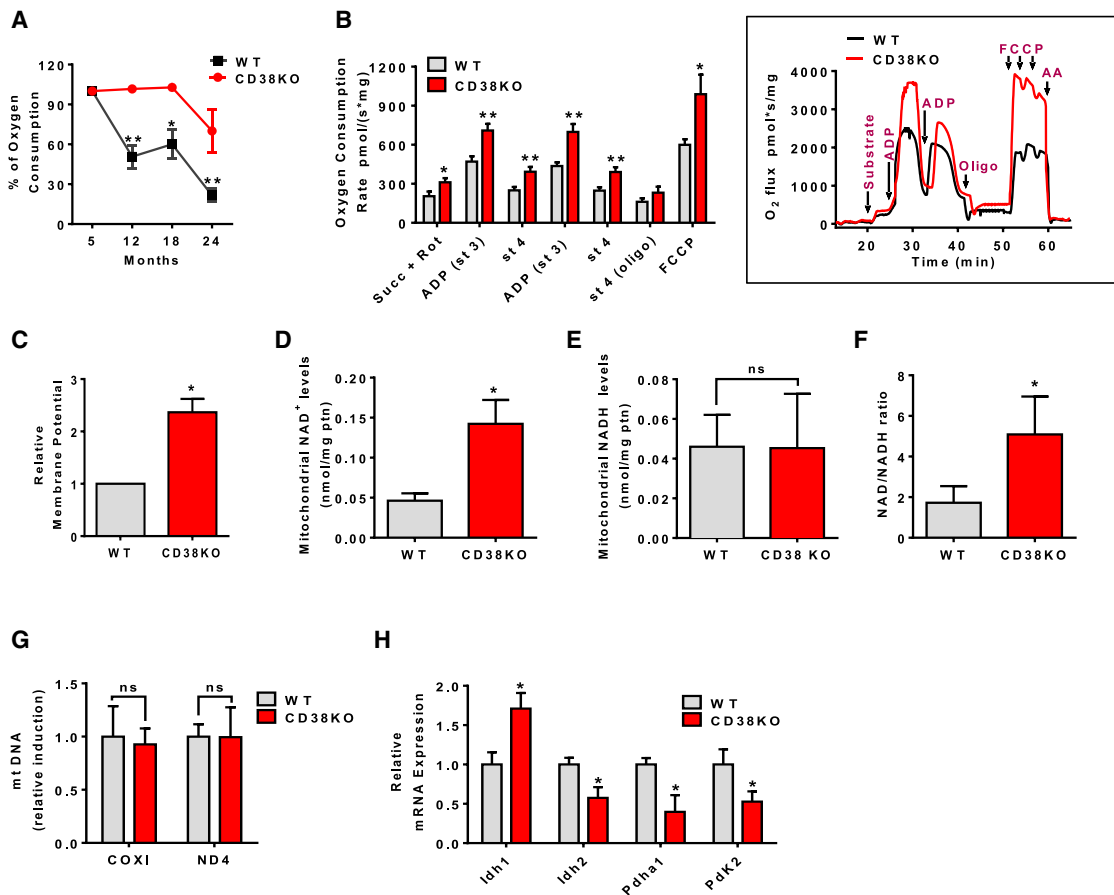 A
WT
CD38KO
% of Oxygen
Consumption
120
90
60
30
0
**
*
**
5 12 18 24
Months
B
WT
CD38KO
Oxygen Consumption
Rate pmol/(s*mg)
1200
900
600
300
0
*
**
**
**
**
*
Succ + Rot
ADP (st 3)
st 4
ADP (st 3)
st 4
st 4 (oligo)
FCCP
WT
CD38KO
FCCP
AA
ADP
Substrate
ADP
Oligo
O2 flux pmol*s/mg
4000
3000
2000
1000
0
20 30 40 50 60
Time (min)
C
Relative
Membrane Potential
3
2
1
0
*
WT CD38KO
D
Mitochondrial NAD+ levels
(nmol/mg ptn)
0.20
0.15
0.10
0.05
0.00
*
WT CD38KO
E
Mitochondrial NADH levels
(nmol/mg ptn)
0.08
0.06
0.04
0.02
0.00
ns
WT CD38 KO
F
NAD/NADH ratio
8
6
4
2
0
*
WT CD38KO
G
mt DNA
(relative induction)
1.5
1.0
0.5
0.0
ns ns
WT
CD38KO
COXI ND4
H
Relative
mRNA Expression
2.0
1.5
1.0
0.5
0.0
*
*
*
*
WT
CD38KO
Idh1
Idh2
Pdha1
PdK2